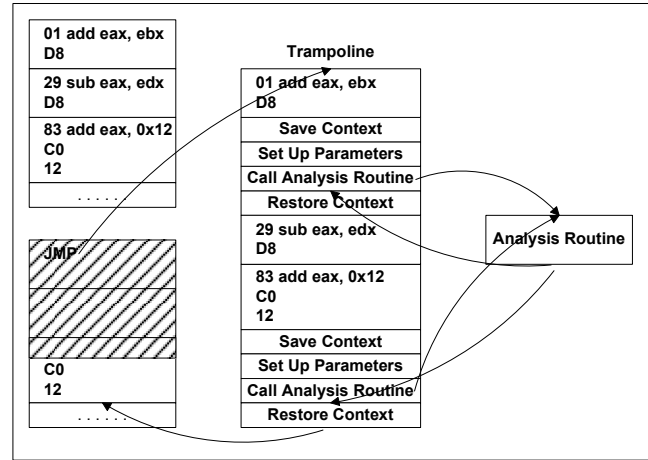 01 add eax, ebx
D8
29 sub eax, edx
D8
83 add eax, 0x12
C0
12
. . . . . .
JMP
C0
12
. . . . . .
Trampoline
01 add eax, ebx
D8
Save Context
Set Up Parameters
Call Analysis Routine
Restore Context
29 sub eax, edx
D8
83 add eax, 0x12
C0
12
Save Context
Set Up Parameters
Call Analysis Routine
Restore Context
Analysis Routine